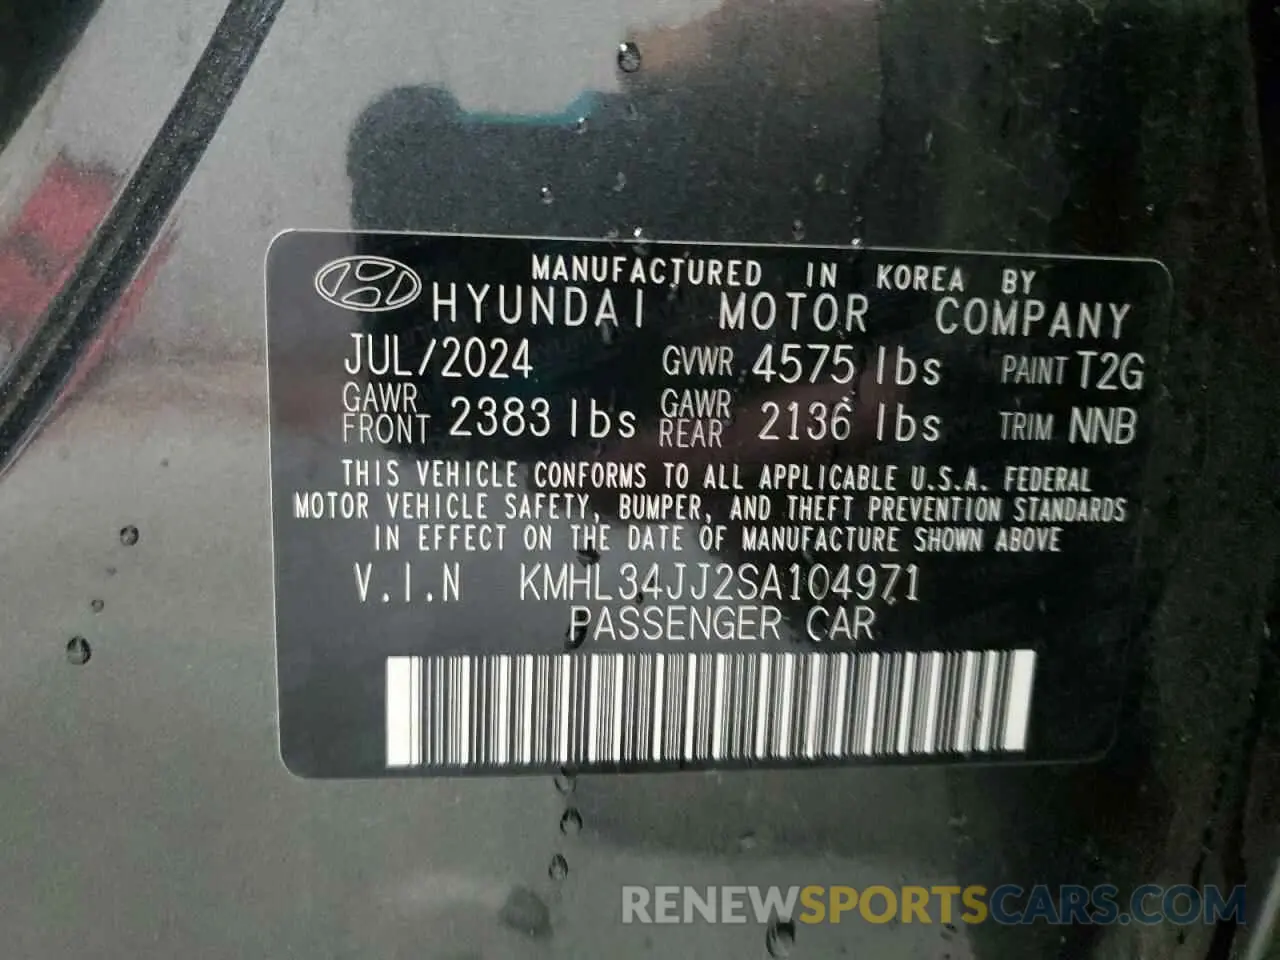 MANUFACTURED IN KOREA BY
HYUNDAI MOTOR COMPANY
JUL/2024 GVWR 4575 lbs PAINT T2G
GAWR FRONT 2383 lbs GAWR REAR 2136 lbs TRIM NNB
THIS VEHICLE CONFORMS TO ALL APPLICABLE U.S.A. FEDERAL
MOTOR VEHICLE SAFETY, BUMPER, AND THEFT PREVENTION STANDARDS
IN EFFECT ON THE DATE OF MANUFACTURE SHOWN ABOVE
V.I.N KMHL34JJ2SA104971
PASSENGER CAR
RENEWSPORTSCARS.COM